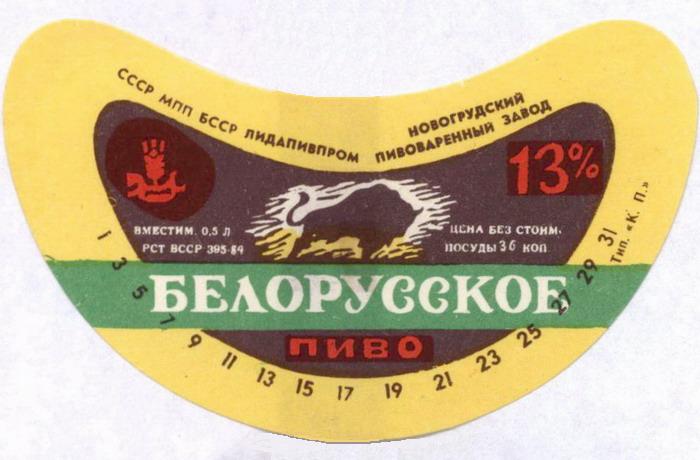 СССР МПП БССР ЛИДАПИВПРОМ
НОВОГРУДСКИЙ
ПИВОВАРЕННЫЙ ЗАВОД
13%
ВМЕСТИМ. 0,5 Л
РСТ БССР 395-84
ЦЕНА БЕЗ СТОИМ.
ПОСУДЫ 36 КОП.
БЕЛОРУССКОЕ
ПИВО
1 3 5 7 9 11 13 15 17 19 21 23 25 27 29 31
Тип. «К. П.»